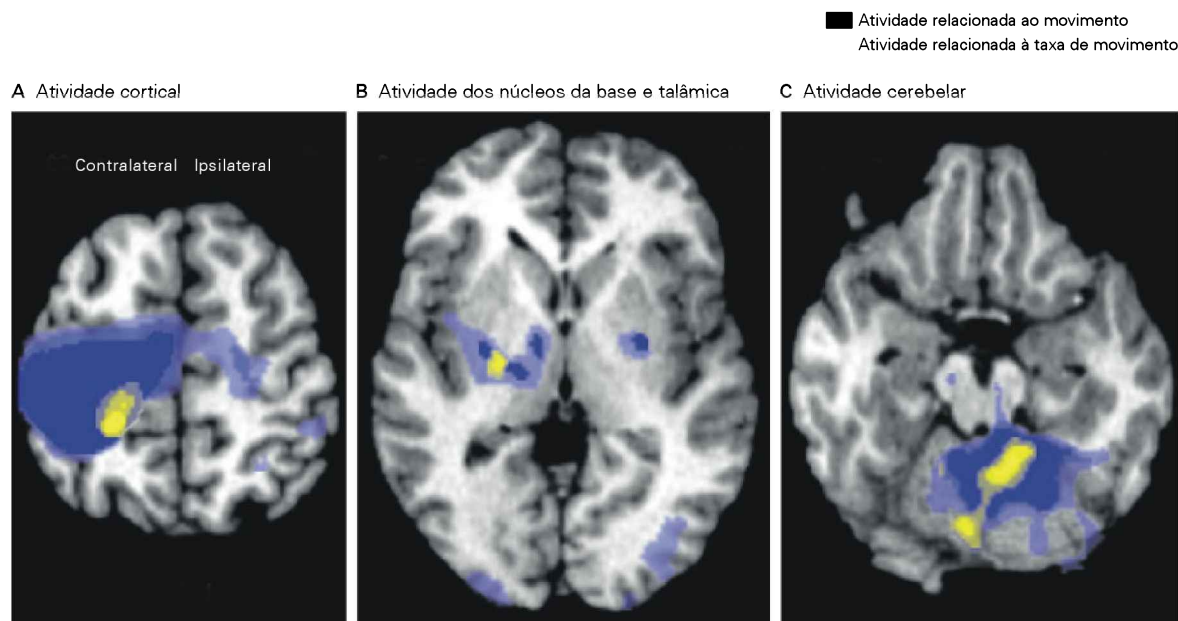 Atividade relacionada ao movimento
Atividade relacionada à taxa de movimento
A Atividade cortical
B Atividade dos núcleos da base e talâmica
C Atividade cerebelar
Contralateral Ipsilateral